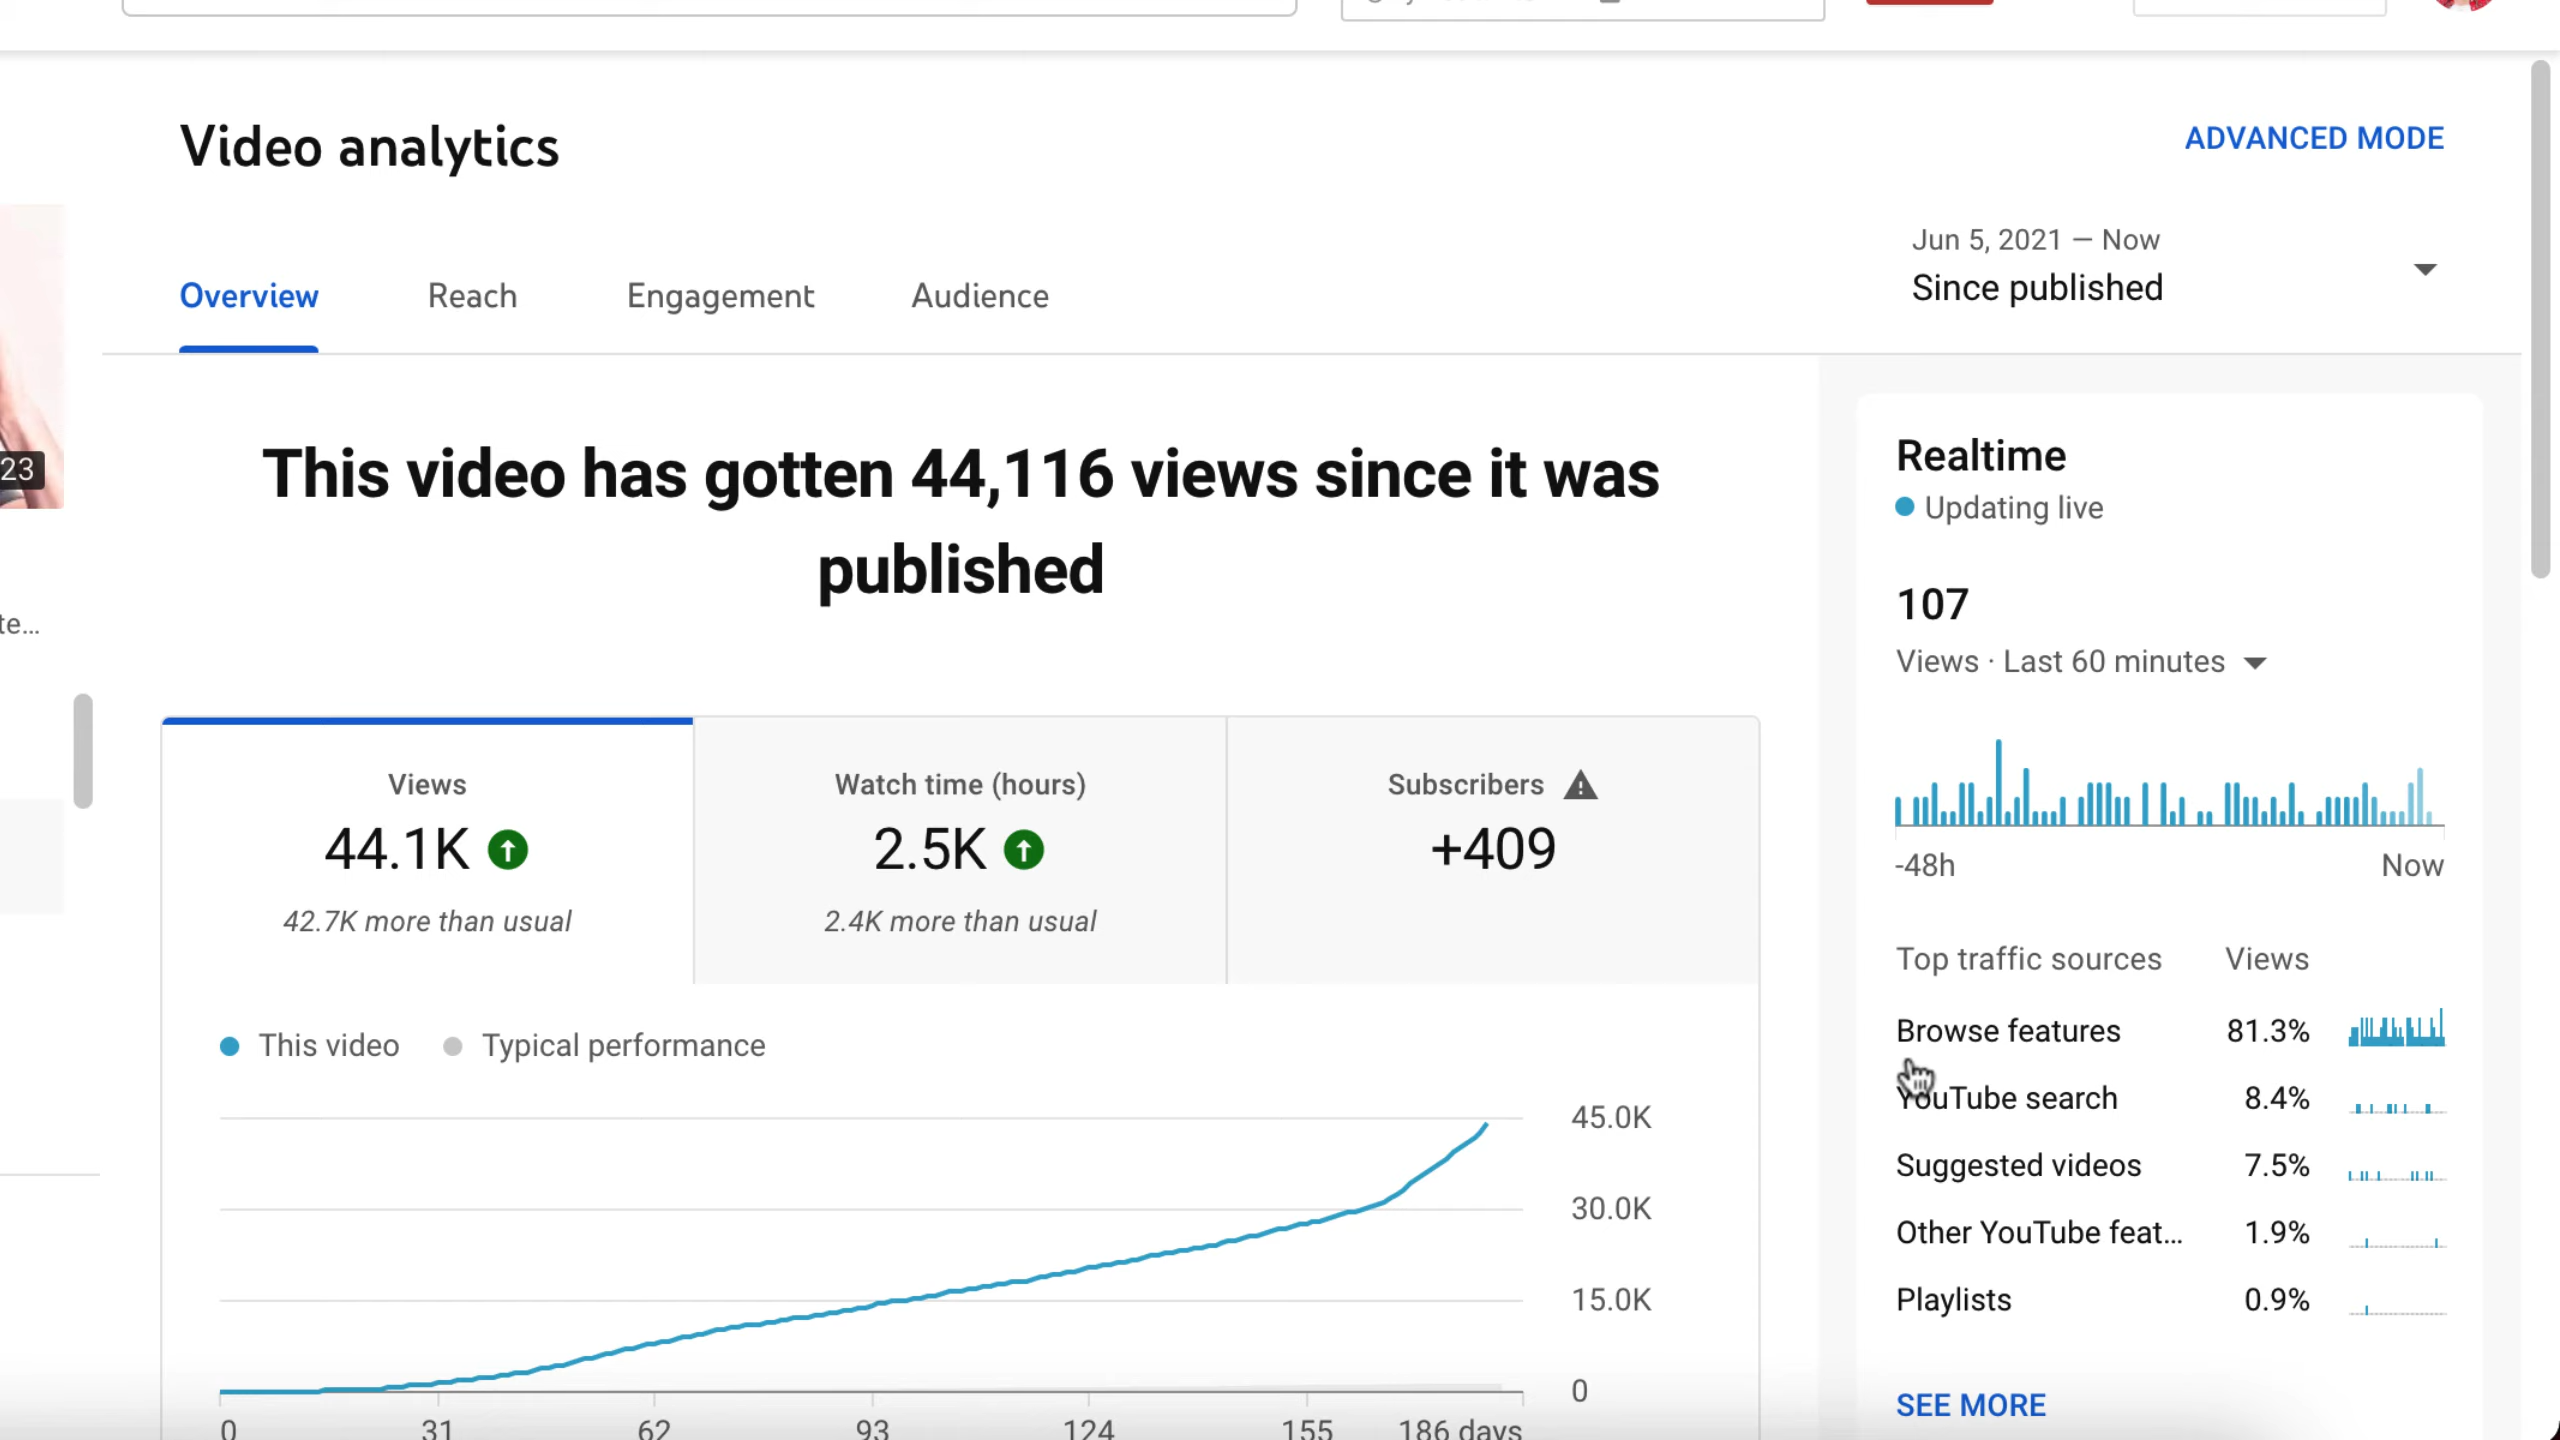 Video analytics
ADVANCED MODE
Jun 5, 2021 – Now
Since published
Overview
Reach
Engagement
Audience
This video has gotten 44,116 views since it was
published
23
te...
Views
44.1K
42.7K more than usual
Watch time (hours)
2.5K
2.4K more than usual
Subscribers
+409
This video
Typical performance
45.0K
30.0K
15.0K
0
0 31 62 93 124 155 186 days
Realtime
Updating live
107
Views · Last 60 minutes
-48h
Now
Top traffic sources Views
Browse features 81.3%
YouTube search 8.4%
Suggested videos 7.5%
Other YouTube feat... 1.9%
Playlists 0.9%
SEE MORE